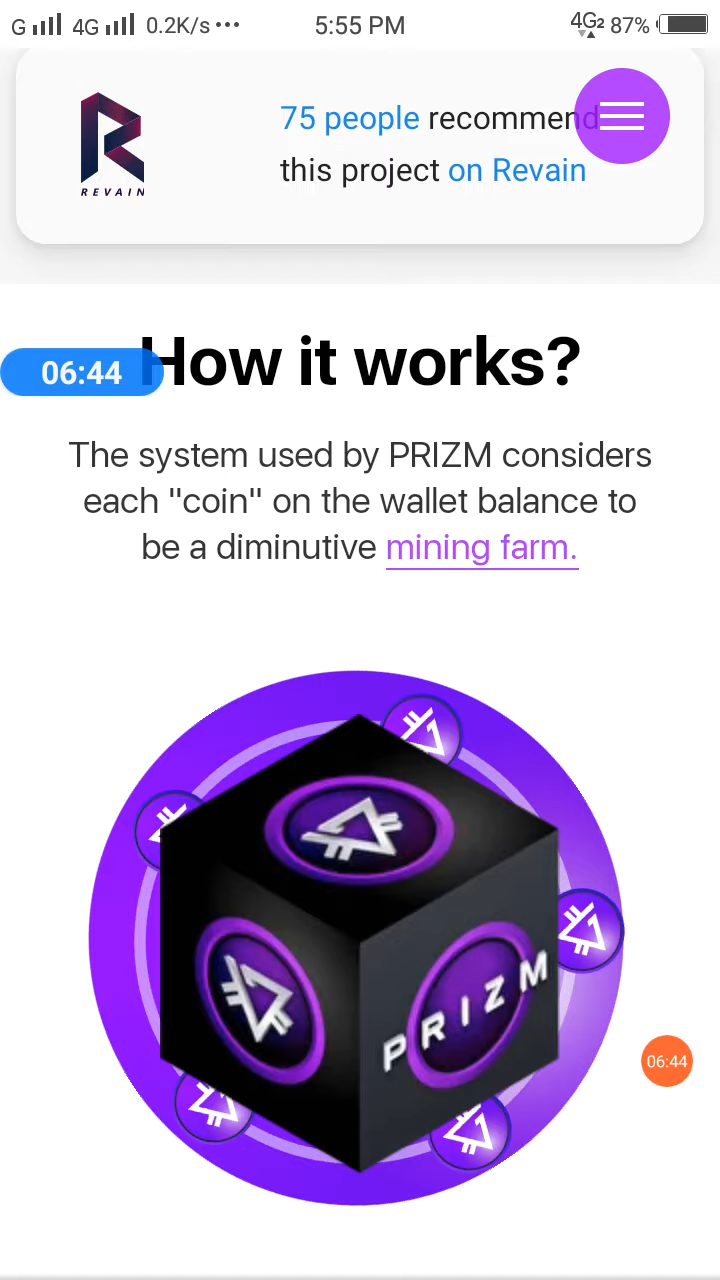 G 4G 0.2K/s ••• 5:55 PM 4G2 87%
75 people recommend
this project on Revain
REVAIN
How it works?
06:44
The system used by PRIZM considers
each "coin" on the wallet balance to
be a diminutive mining farm.
PRIZM
06:44